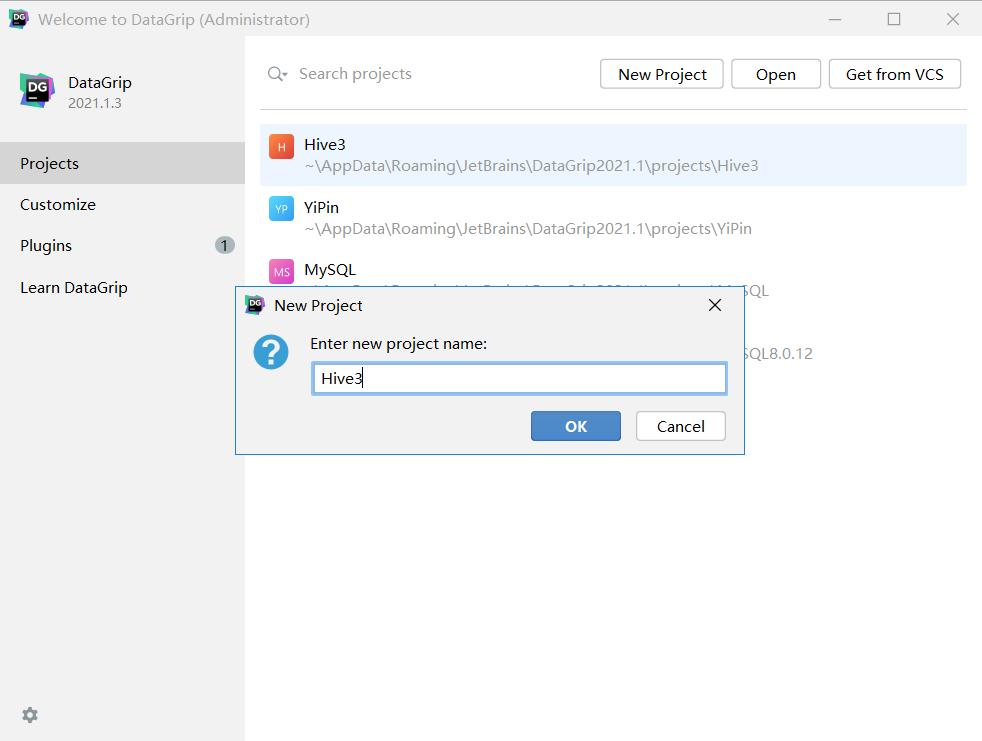 DG Welcome to DataGrip (Administrator)
DG DataGrip
2021.1.3
Projects
Customize
Plugins 1
Learn DataGrip
Search projects
New Project
Open
Get from VCS
H Hive3
~\AppData\Roaming\JetBrains\DataGrip2021.1\projects\Hive3
YP YiPin
~\AppData\Roaming\JetBrains\DataGrip2021.1\projects\YiPin
MS MySQL
SQL
SQL8.0.12
DG New Project
?
Enter new project name:
Hive3
OK
Cancel